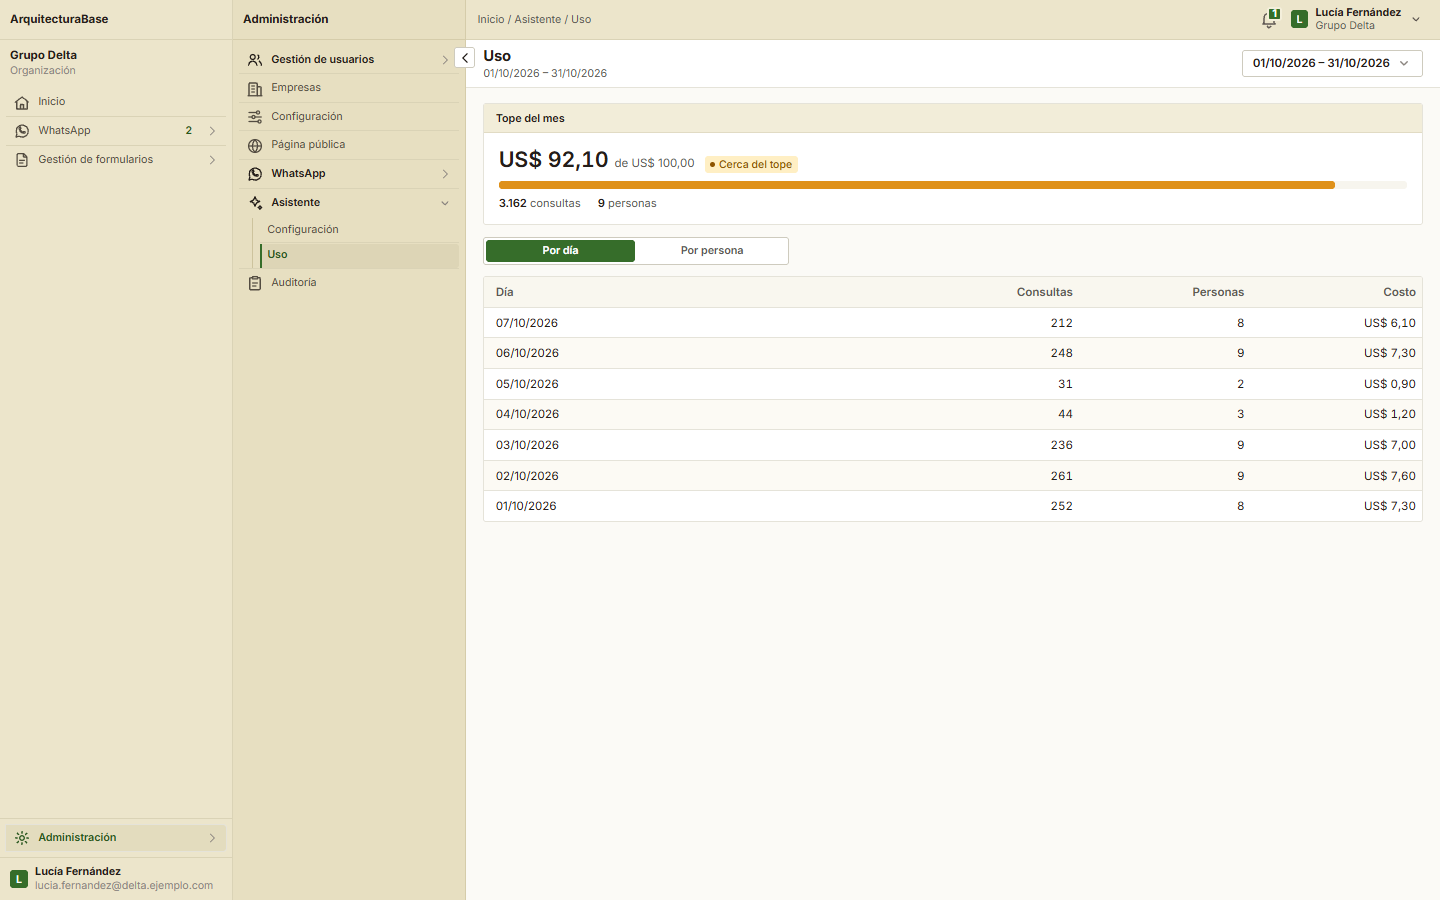 ArquitecturaBase
Grupo Delta
Organización
Inicio
WhatsApp 2
Gestión de formularios
Administración
Lucía Fernández
lucia.fernandez@delta.ejemplo.com
Administración
Gestión de usuarios
Empresas
Configuración
Página pública
WhatsApp
Asistente
Configuración
Uso
Auditoría
Inicio / Asistente / Uso
1
L
Lucía Fernández
Grupo Delta
Uso
01/10/2026 – 31/10/2026
01/10/2026 – 31/10/2026
Tope del mes
US$ 92,10 de US$ 100,00 Cerca del tope
3.162 consultas 9 personas
Por día Por persona
Día Consultas Personas Costo
07/10/2026 212 8 US$ 6,10
06/10/2026 248 9 US$ 7,30
05/10/2026 31 2 US$ 0,90
04/10/2026 44 3 US$ 1,20
03/10/2026 236 9 US$ 7,00
02/10/2026 261 9 US$ 7,60
01/10/2026 252 8 US$ 7,30
L